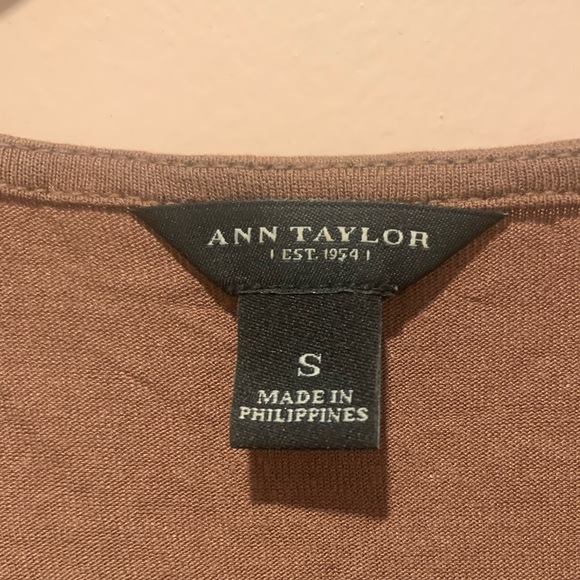 ANN TAYLOR
| EST. 1954 |
S
MADE IN
PHILIPPINES